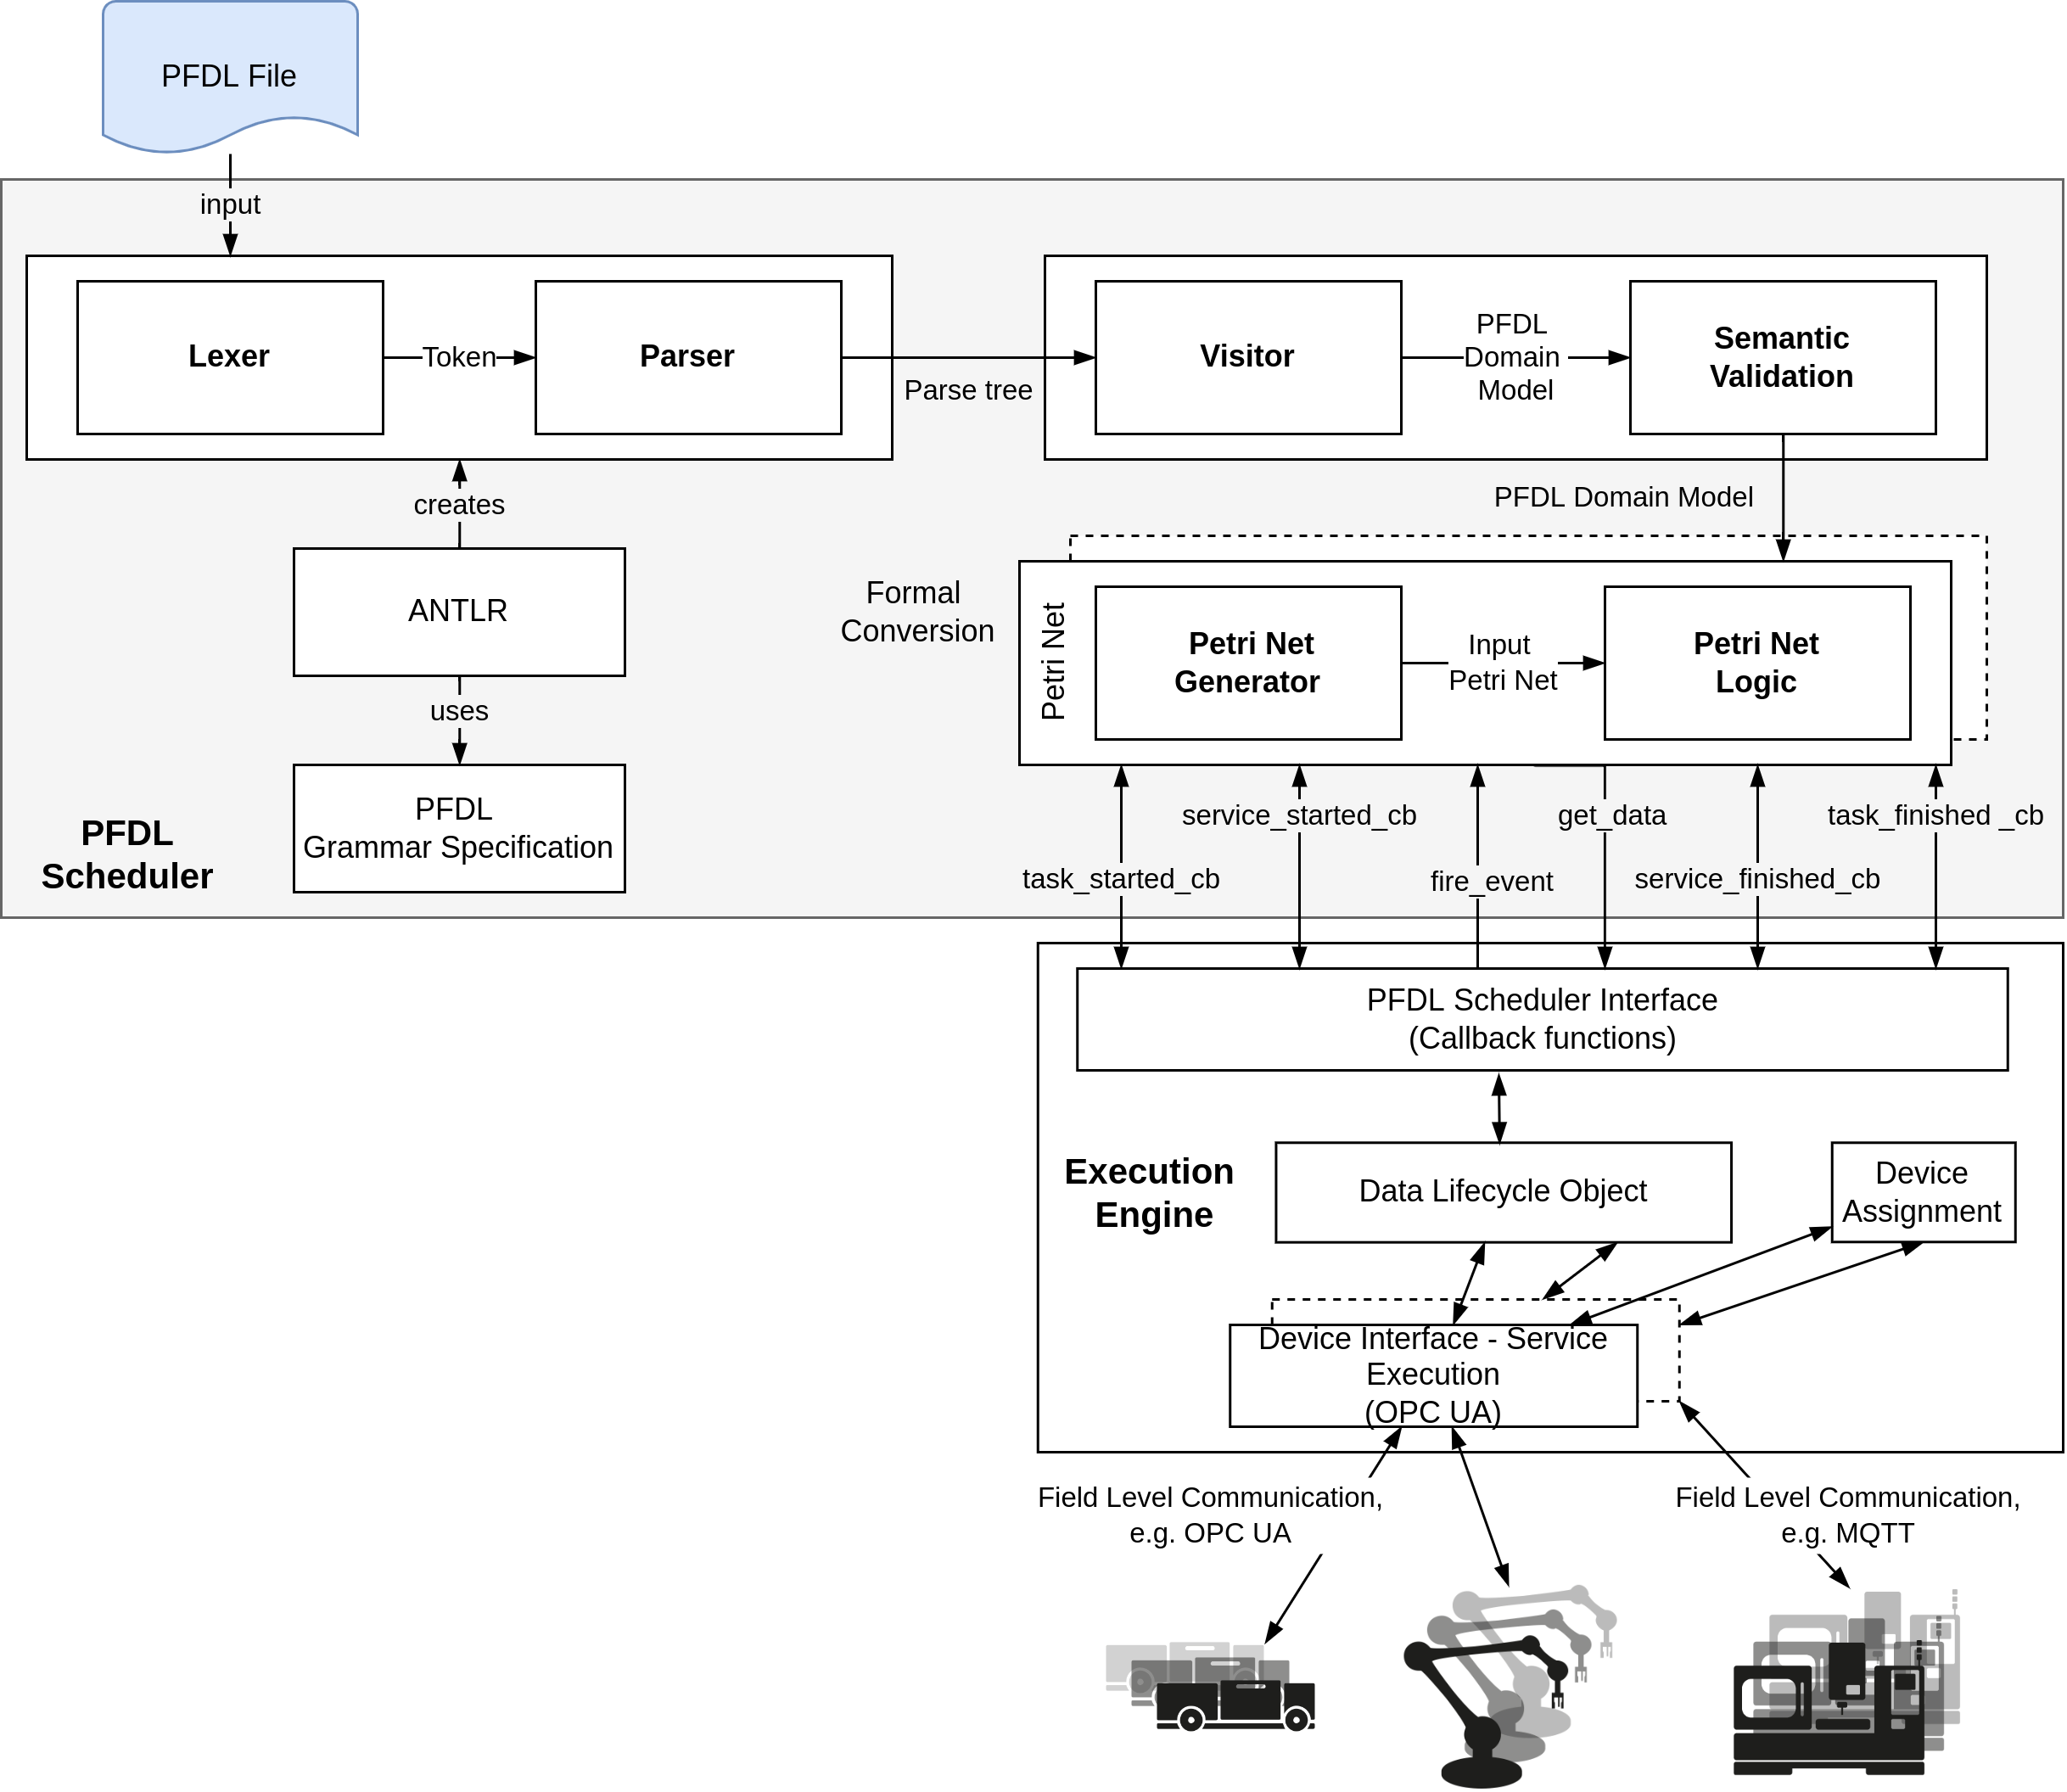 PFDL File
input
Lexer
Token
Parser
Parse tree
Visitor
PFDL
Domain
Model
Semantic
Validation
creates
PFDL Domain Model
ANTLR
Formal
Conversion
Petri Net
Petri Net
Generator
Input
Petri Net
Petri Net
Logic
uses
PFDL
Grammar Specification
PFDL
Scheduler
service_started_cb
get_data
task_finished _cb
task_started_cb
fire_event
service_finished_cb
PFDL Scheduler Interface
(Callback functions)
Execution
Engine
Data Lifecycle Object
Device
Assignment
Device Interface - Service
Execution
(OPC UA)
Field Level Communication,
e.g. OPC UA
Field Level Communication,
e.g. MQTT